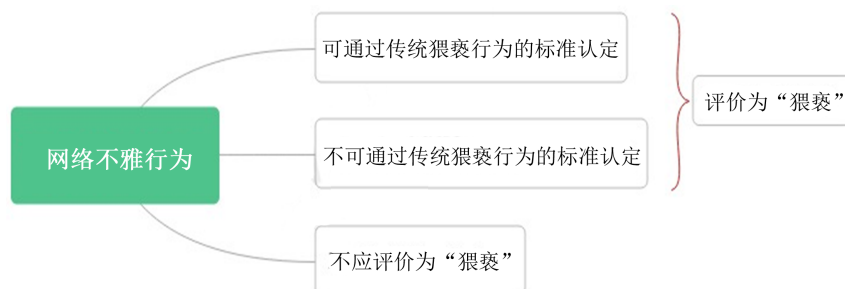 可通过传统猥亵行为的标准认定
评价为“猥亵”
网络不雅行为
不可通过传统猥亵行为的标准认定
不应评价为“猥亵”